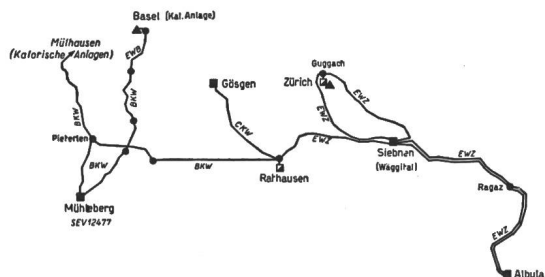 Basel (Kal. Anlage)
Mülhausen
(Kalorische Anlagen)
EWB
BKW
Gösgen
Guggach
Zürich
EWZ
EWZ
BKW
CKW
Pieterlen
BKW
BKW
EWZ
Rathausen
Siebnen
(Wäggital)
EWZ
Ragaz
Mühleberg
SEV12477
EWZ
Albula